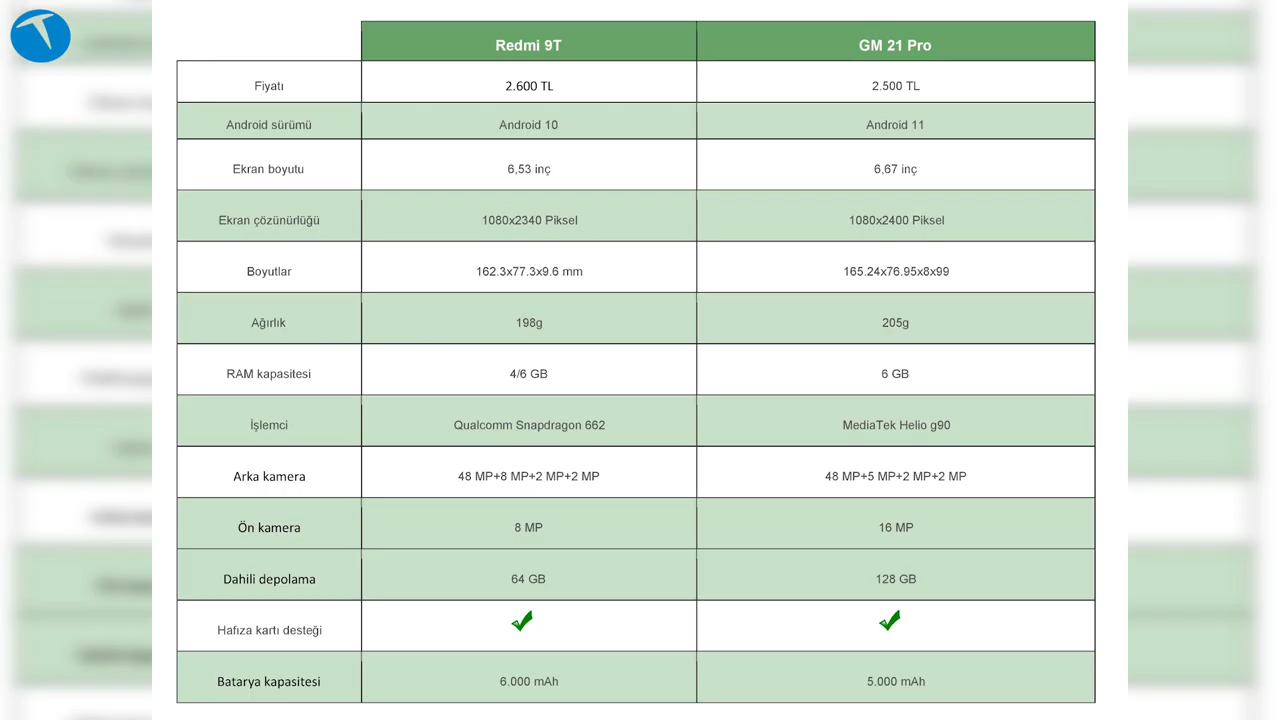 Redmi 9T GM 21 Pro
Fiyatı 2.600 TL 2.500 TL
Android sürümü Android 10 Android 11
Ekran boyutu 6,53 inç 6,67 inç
Ekran çözünürlüğü 1080x2340 Piksel 1080x2400 Piksel
Boyutlar 162.3x77.3x9.6 mm 165.24x76.95x8x99
Ağırlık 198g 205g
RAM kapasitesi 4/6 GB 6 GB
İşlemci Qualcomm Snapdragon 662 MediaTek Helio g90
Arka kamera 48 MP+8 MP+2 MP+2 MP 48 MP+5 MP+2 MP+2 MP
Ön kamera 8 MP 16 MP
Dahili depolama 64 GB 128 GB
Hafıza kartı desteği
Batarya kapasitesi 6.000 mAh 5.000 mAh